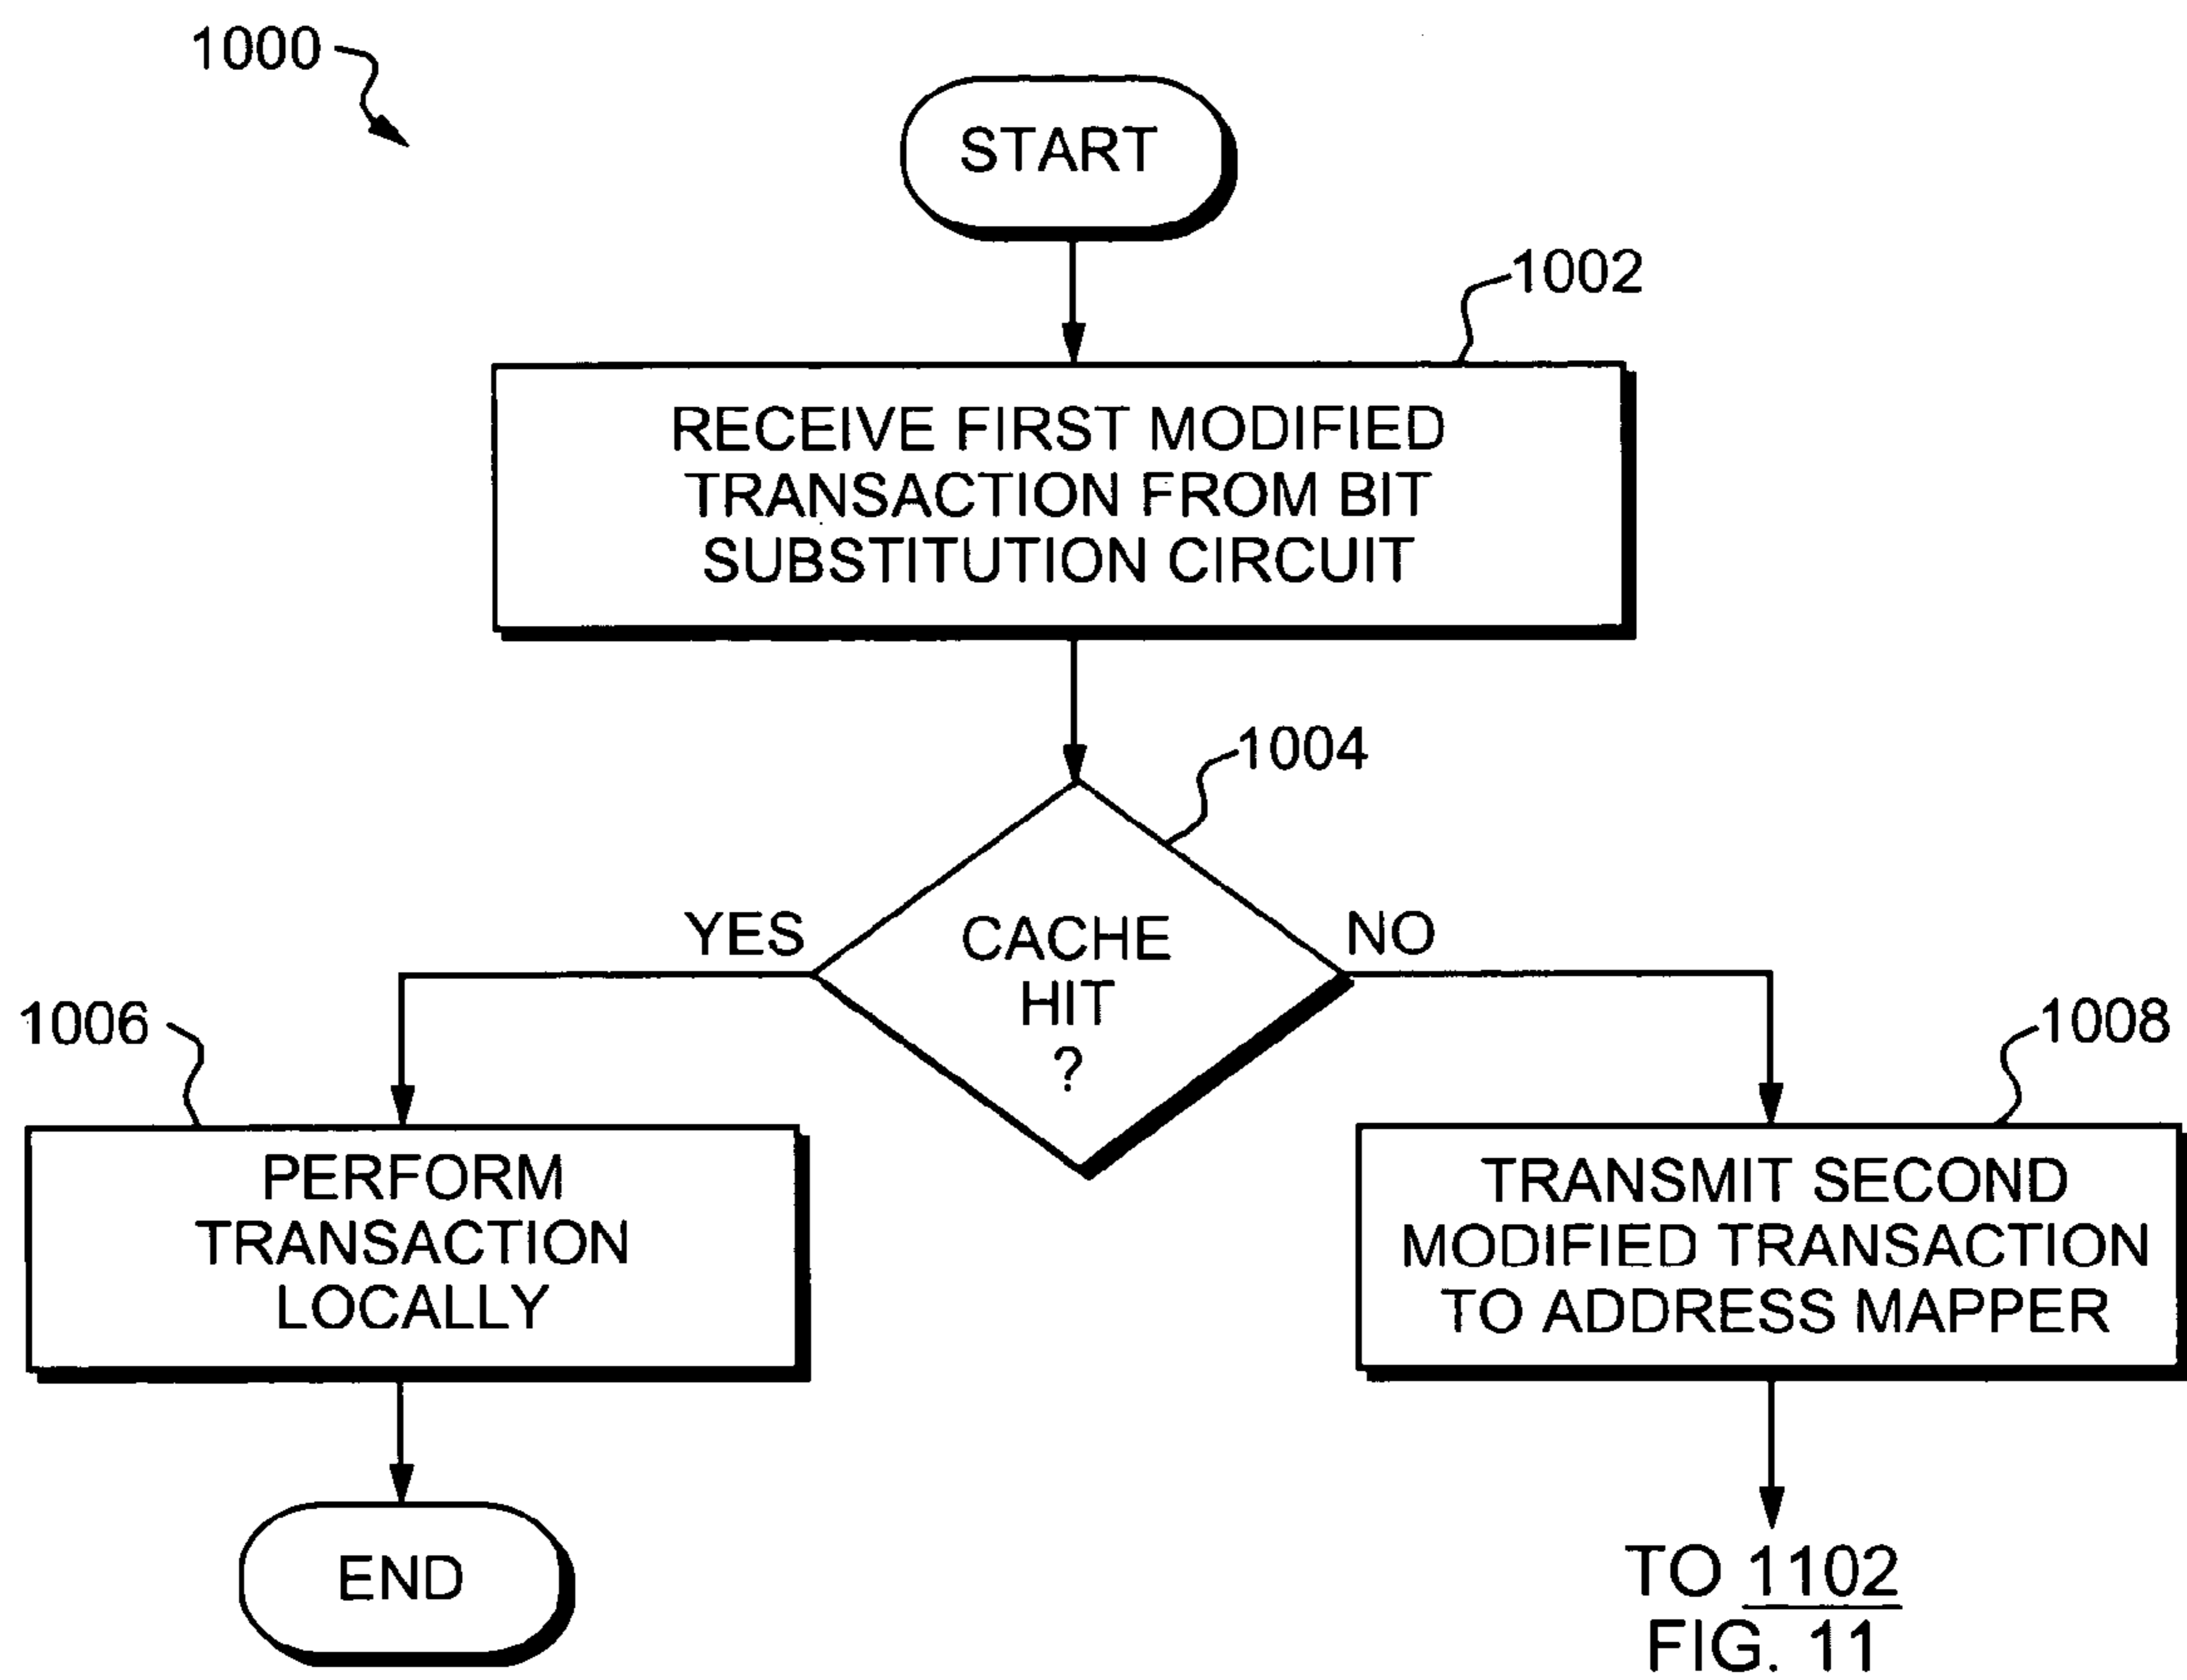 1000
START
1002
RECEIVE FIRST MODIFIED
TRANSACTION FROM BIT
SUBSTITUTION CIRCUIT
1004
YES
CACHE
HIT
?
NO
1006
PERFORM
TRANSACTION
LOCALLY
1008
TRANSMIT SECOND
MODIFIED TRANSACTION
TO ADDRESS MAPPER
END
TO 1102
FIG. 11